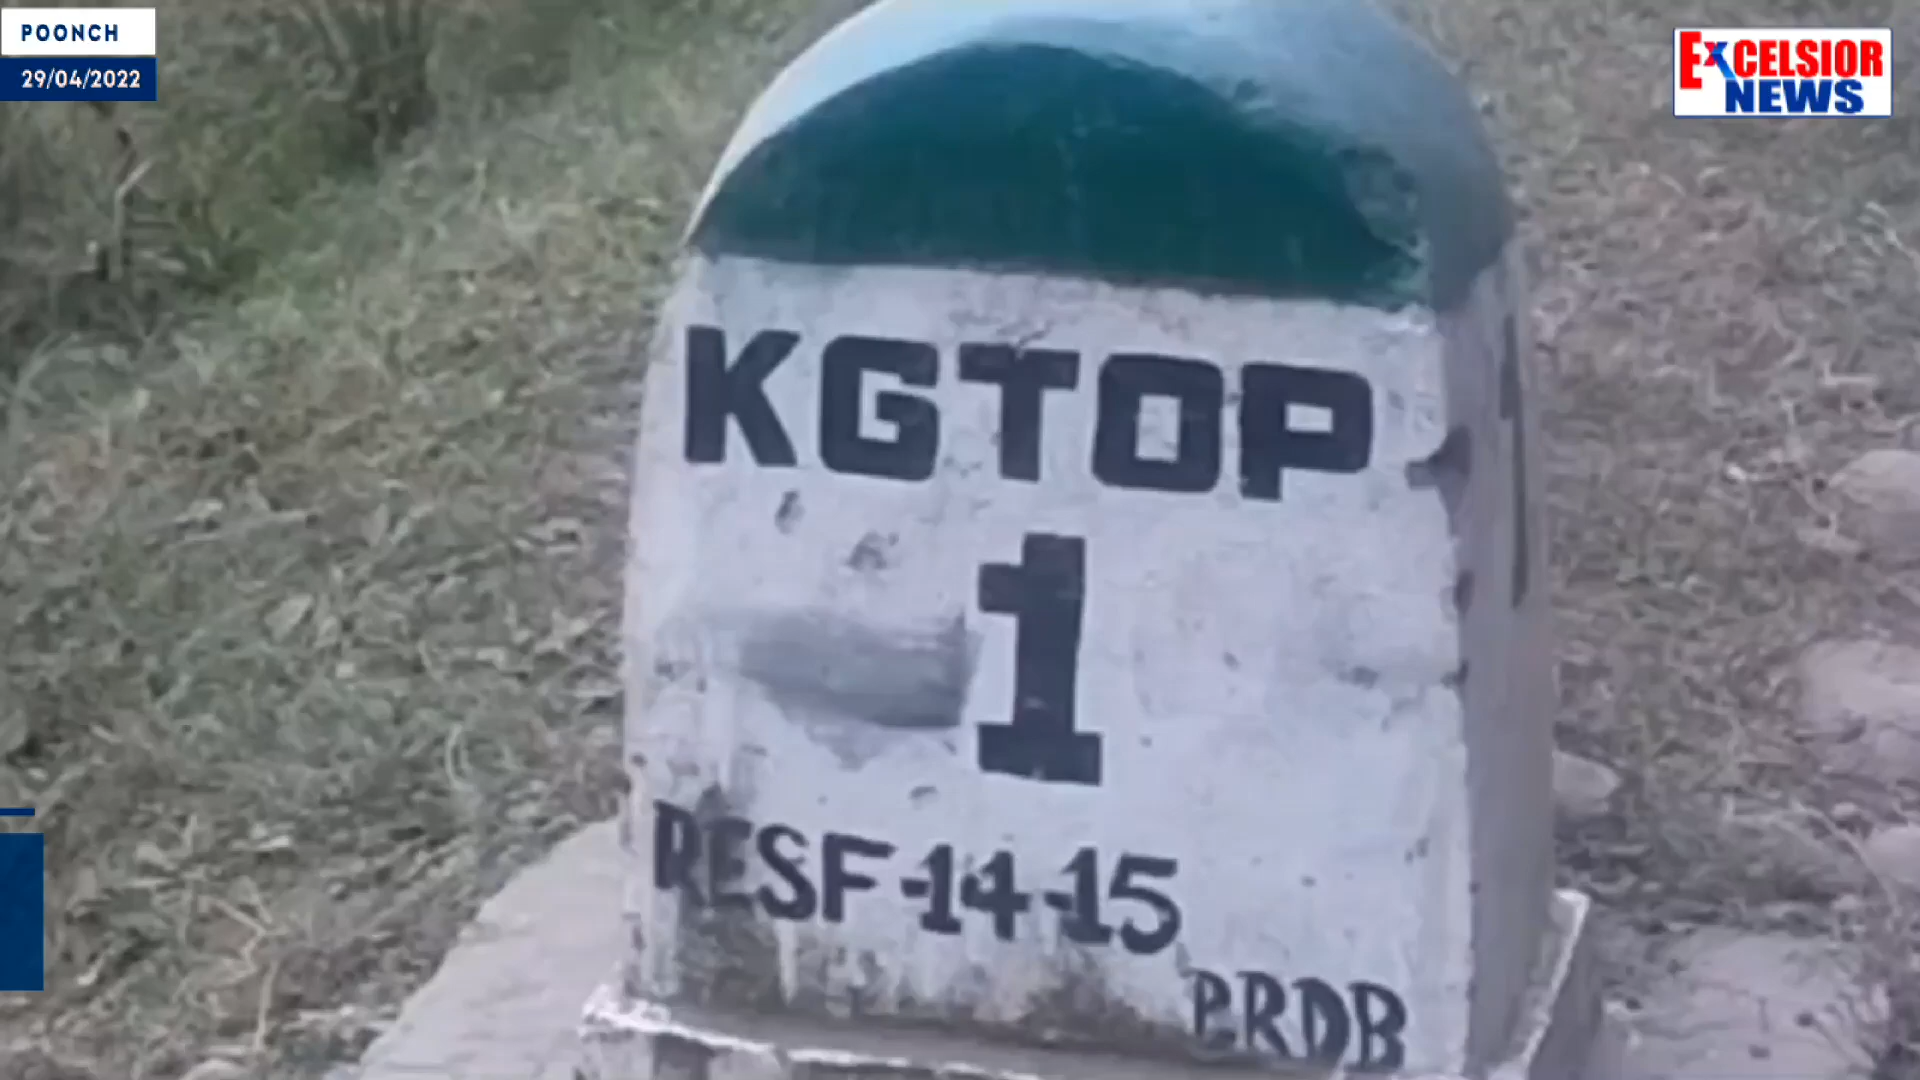 POONCH
29/04/2022
EXCELSIOR
NEWS
KGTOP
1
RESF-14-15
PRDB